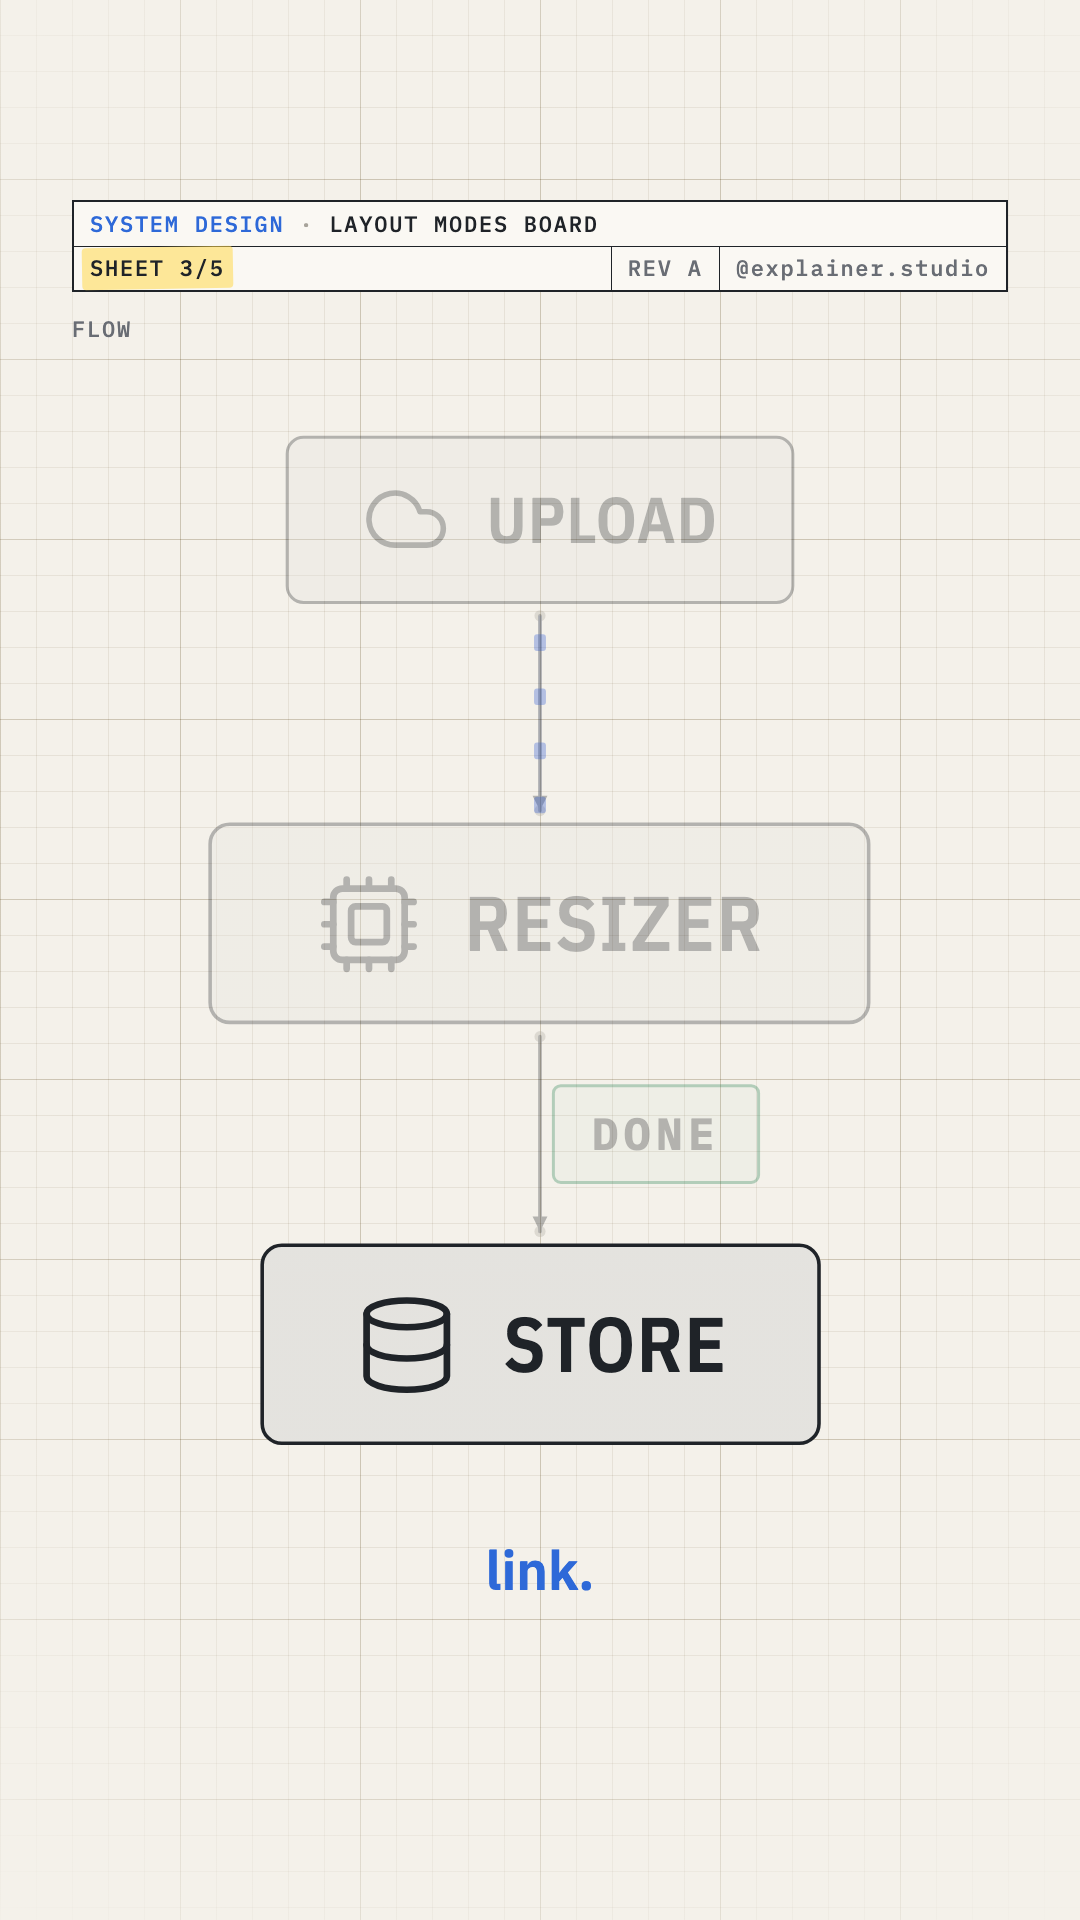 SYSTEM DESIGN · LAYOUT MODES BOARD
SHEET 3/5 REV A @explainer.studio
FLOW
UPLOAD
RESIZER
DONE
STORE
link.